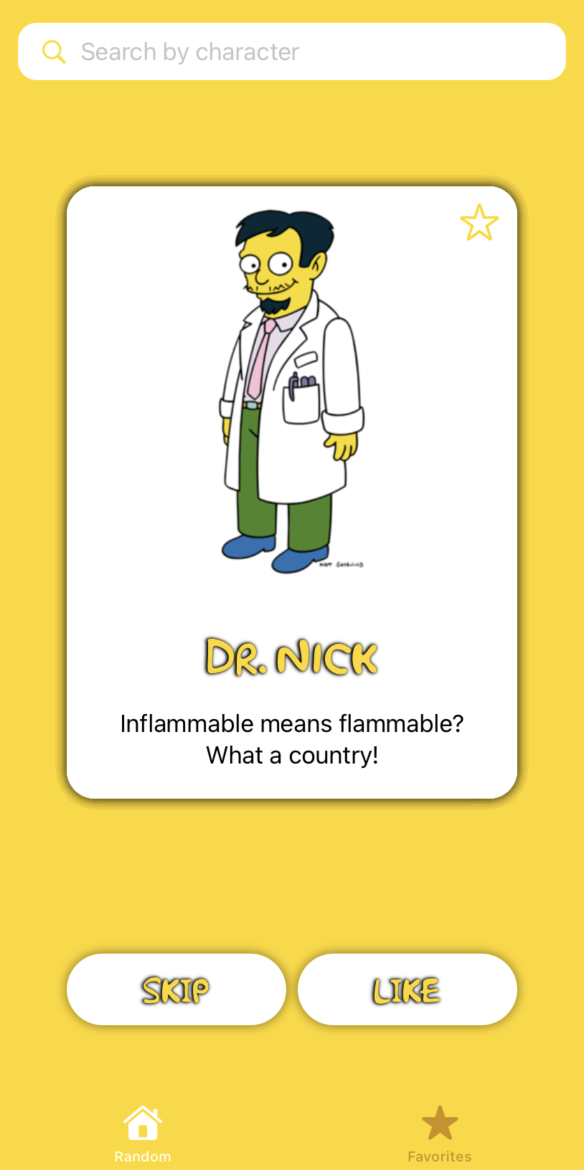 Search by character
DR. NICK
Inflammable means flammable?
What a country!
SKIP
LIKE
Random
Favorites